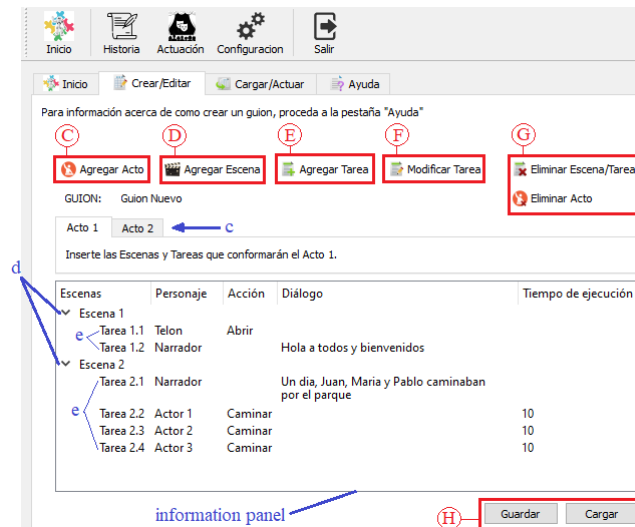 Inicio Historia Actuación Configuracion Salir
Inicio Crear/Editar Cargar/Actuar Ayuda
Para información acerca de como crear un guion, proceda a la pestaña "Ayuda"
C D E F G
Agregar Acto Agregar Escena Agregar Tarea Modificar Tarea Eliminar Escena/Tarea
Eliminar Acto
GUION: Guion Nuevo
Acto 1 Acto 2 c
Inserte las Escenas y Tareas que conformarán el Acto 1.
d
Escenas Personaje Acción Diálogo Tiempo de ejecución
Escena 1
Tarea 1.1 Telon Abrir
e
Tarea 1.2 Narrador Hola a todos y bienvenidos
Escena 2
Tarea 2.1 Narrador Un dia, Juan, Maria y Pablo caminaban
por el parque
e Tarea 2.2 Actor 1 Caminar 10
Tarea 2.3 Actor 2 Caminar 10
Tarea 2.4 Actor 3 Caminar 10
information panel H Guardar Cargar